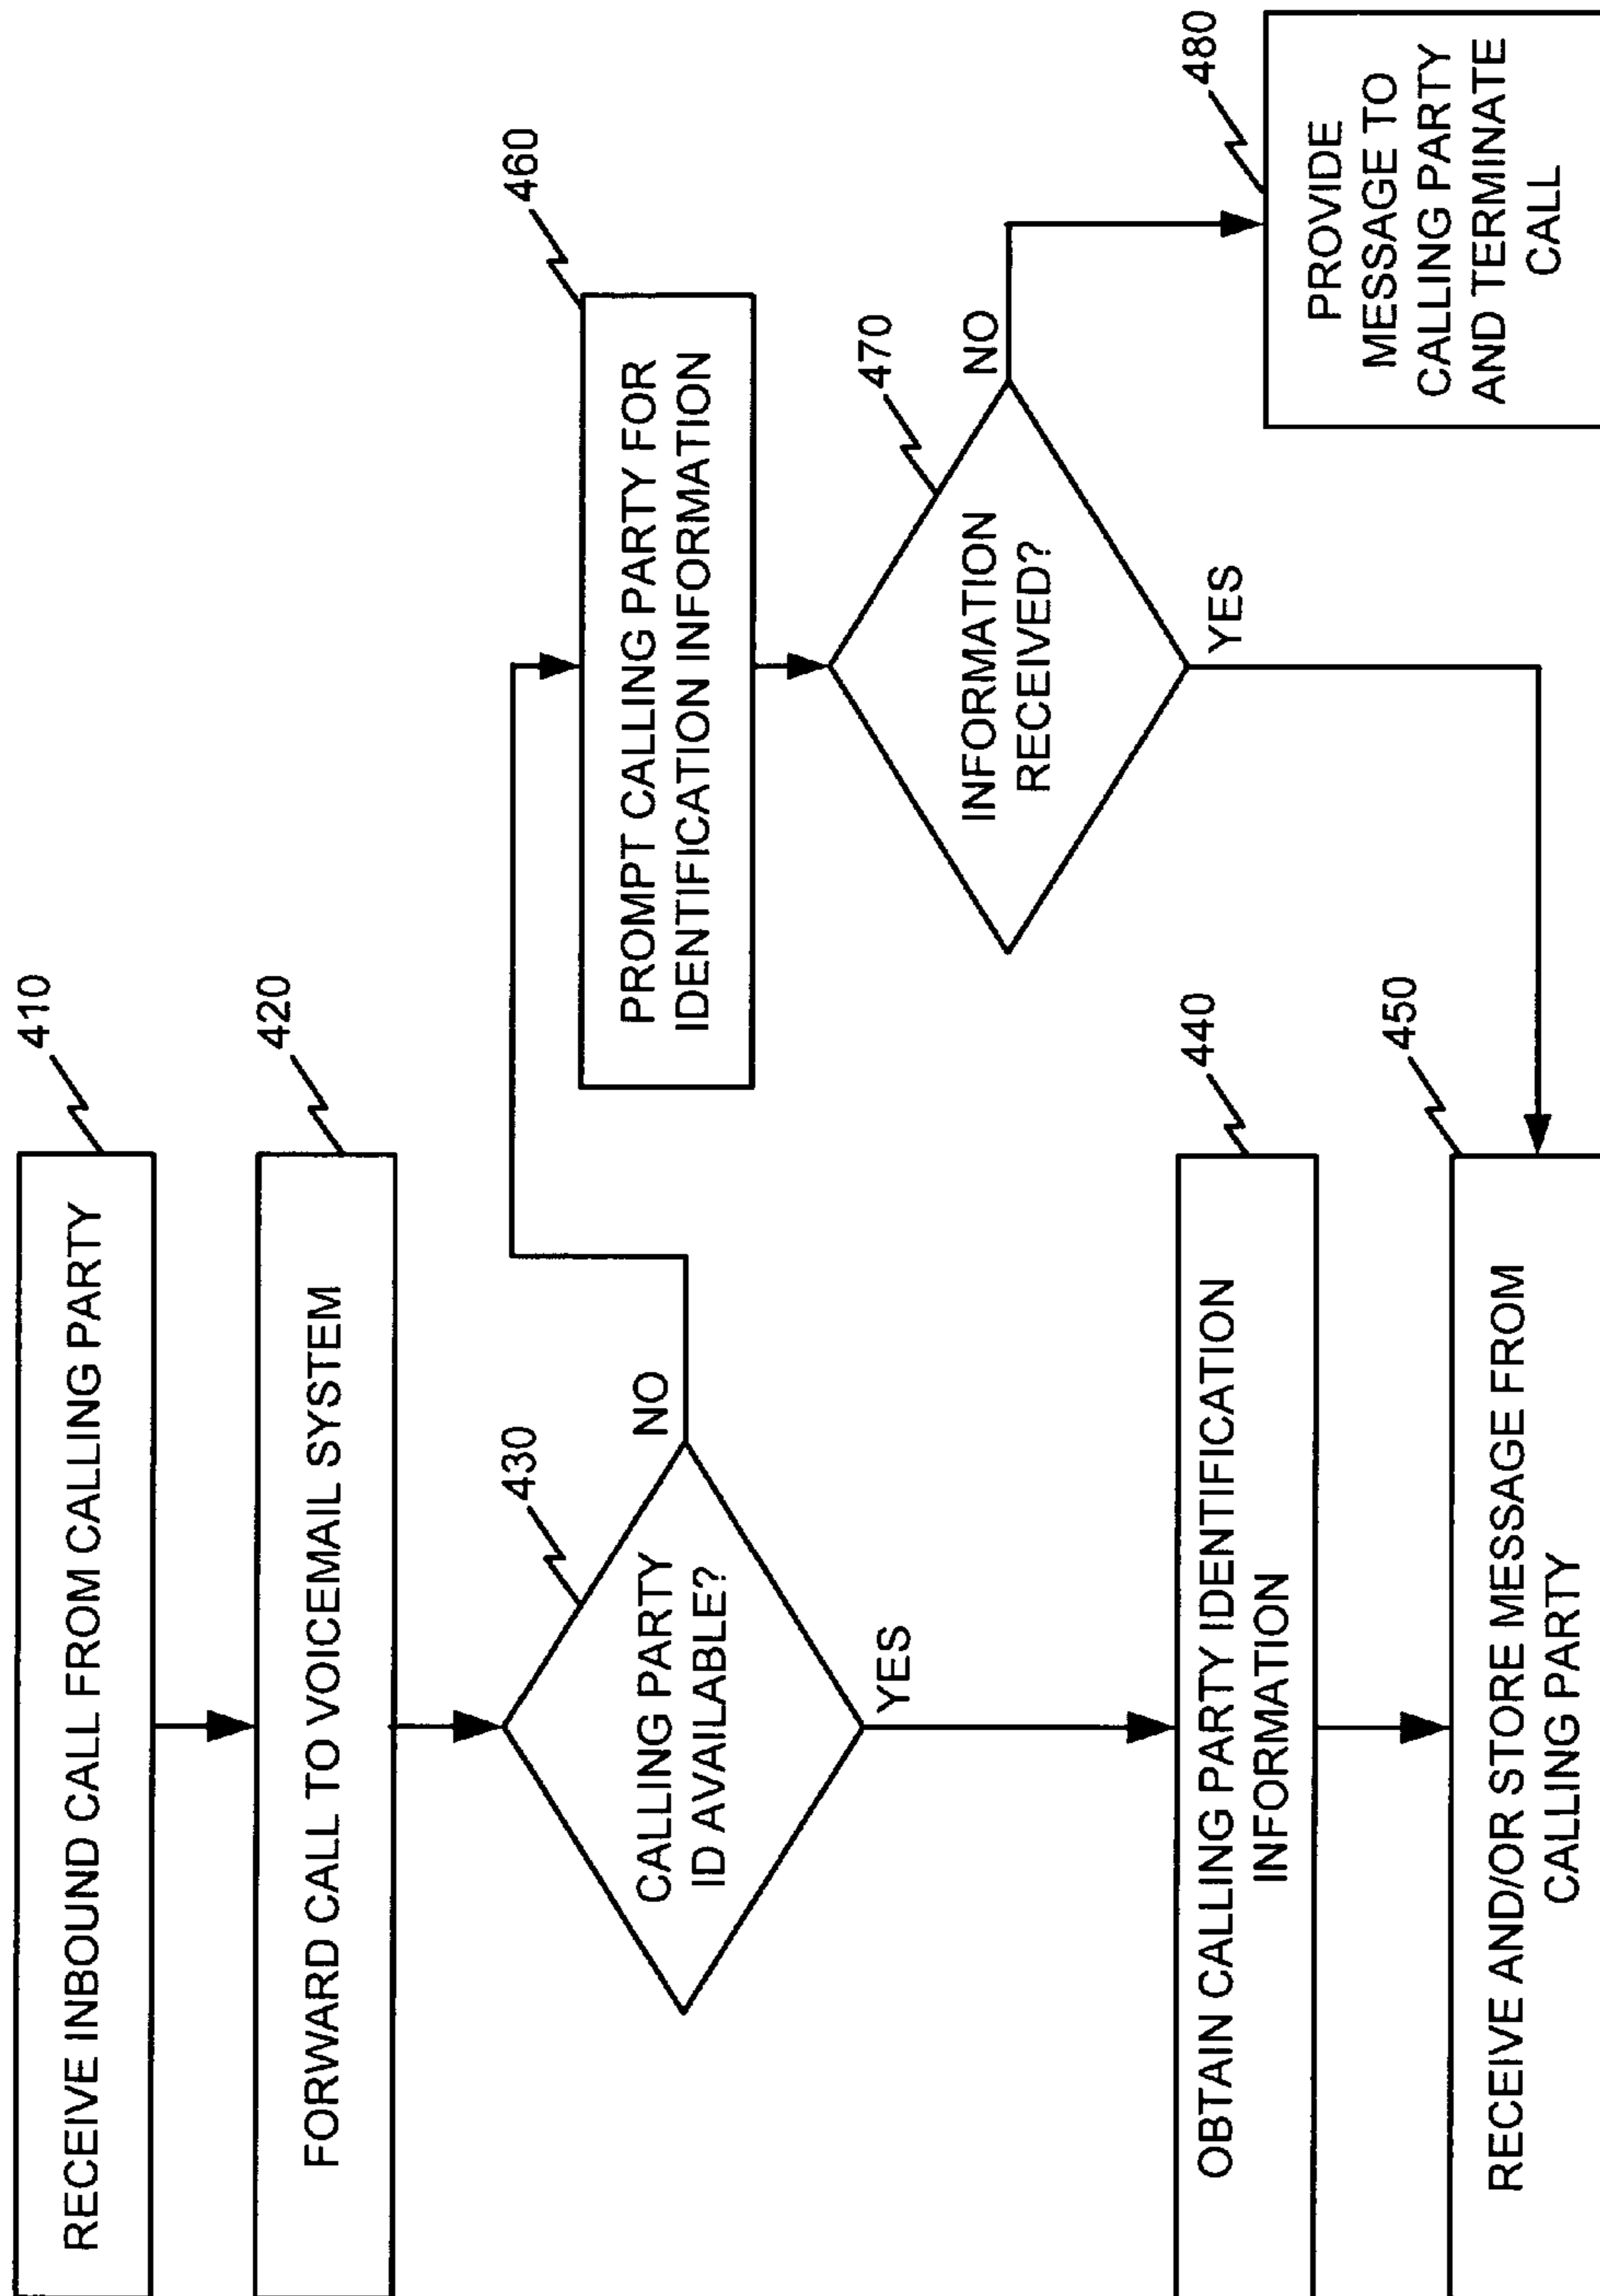 410
RECEIVE INBOUND CALL FROM CALLING PARTY
420
FORWARD CALL TO VOICEMAIL SYSTEM
430
CALLING PARTY
ID AVAILABLE?
NO
YES
460
PROMPT CALLING PARTY FOR
IDENTIFICATION INFORMATION
470
INFORMATION
RECEIVED?
NO
YES
480
PROVIDE
MESSAGE TO
CALLING PARTY
AND TERMINATE
CALL
440
OBTAIN CALLING PARTY IDENTIFICATION
INFORMATION
450
RECEIVE AND/OR STORE MESSAGE FROM
CALLING PARTY